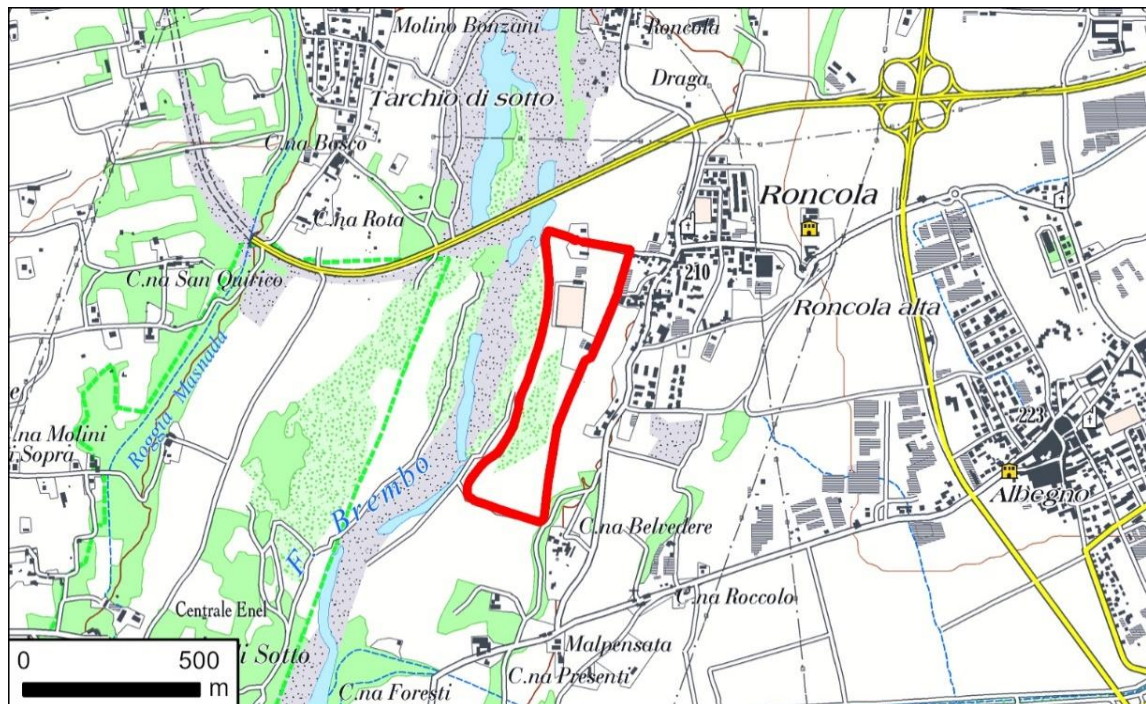 Molino Bonzani
Roncola
Draga
Tarchio di sotto
C.na Bosco
C.na Rota
Roncola
C.na San Quirico
210
Roncola alta
Roggia Masnada
223
.na Molini
Sopra
F. Brembo
Albegno
C.na Belvedere
C.na Roccolo
Centrale Enel
Malpensata
di Sotto
C.na Presenti
C.na Foresti
0 500
m